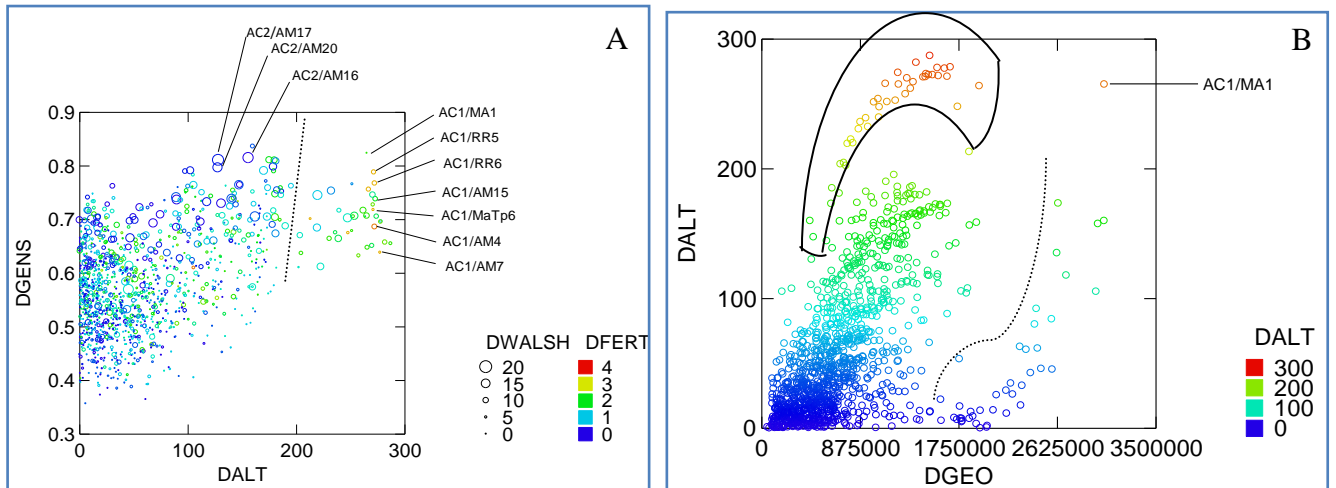 A
AC2/AM17
AC2/AM20
AC2/AM16
AC1/MA1
AC1/RR5
AC1/RR6
AC1/AM15
AC1/MaTp6
AC1/AM4
AC1/AM7
0.9
0.8
0.7
0.6
0.5
0.4
0.3
DGENS
0 100 200 300
DALT
DWALSH DFERT
20 4
15 3
10 2
5 1
0 0
B
300
200
100
0
DALT
AC1/MA1
0 875000 1750000 2625000 3500000
DGEO
DALT
300
200
100
0